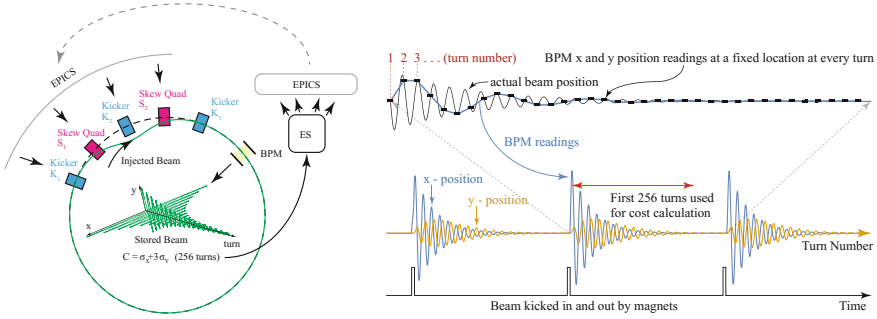 EPICS
Kicker
K₁
Skew Quad
S₁
Kicker
K₂
Skew Quad
S₂
Kicker
K₃
Injected Beam
BPM
EPICS
ES
y
x
Stored Beam
turn
C = σₓ+3σᵧ (256 turns)
1 2 3 . . . (turn number)
BPM x and y position readings at a fixed location at every turn
actual beam position
BPM readings
x - position
y - position
First 256 turns used
for cost calculation
Turn Number
Beam kicked in and out by magnets
Time